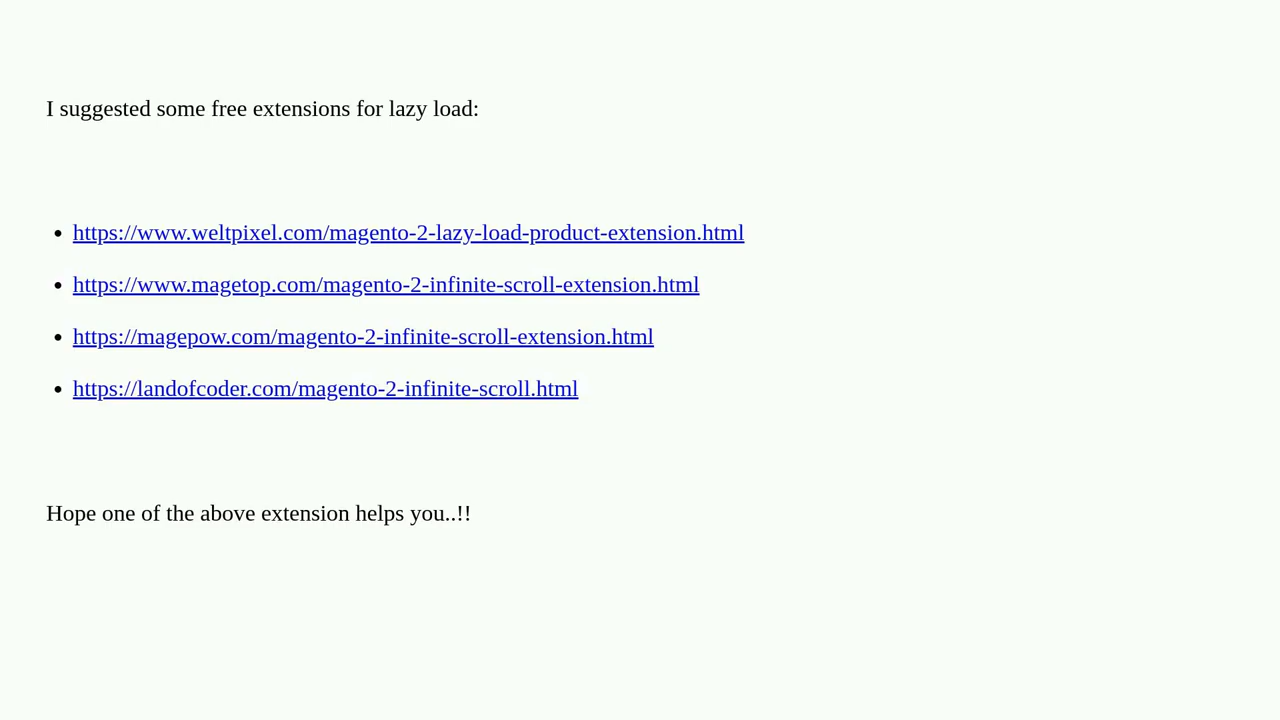 I suggested some free extensions for lazy load:
• https://www.weltpixel.com/magento-2-lazy-load-product-extension.html
• https://www.magetop.com/magento-2-infinite-scroll-extension.html
• https://magepow.com/magento-2-infinite-scroll-extension.html
• https://landofcoder.com/magento-2-infinite-scroll.html
Hope one of the above extension helps you..!!